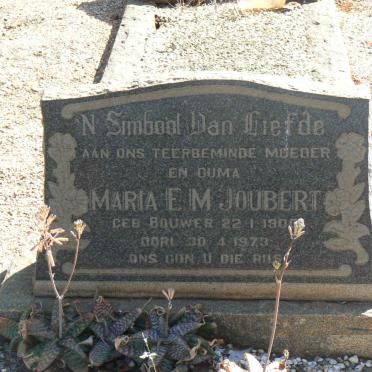 'N Simbool Van Liefde
AAN ONS TEERBEMINDE MOEDER
EN OUMA
MARIA E M JOUBERT
GEB BOUWER 22·1·190
OORL 30·4·1973
ONS GUN U DIE RUS